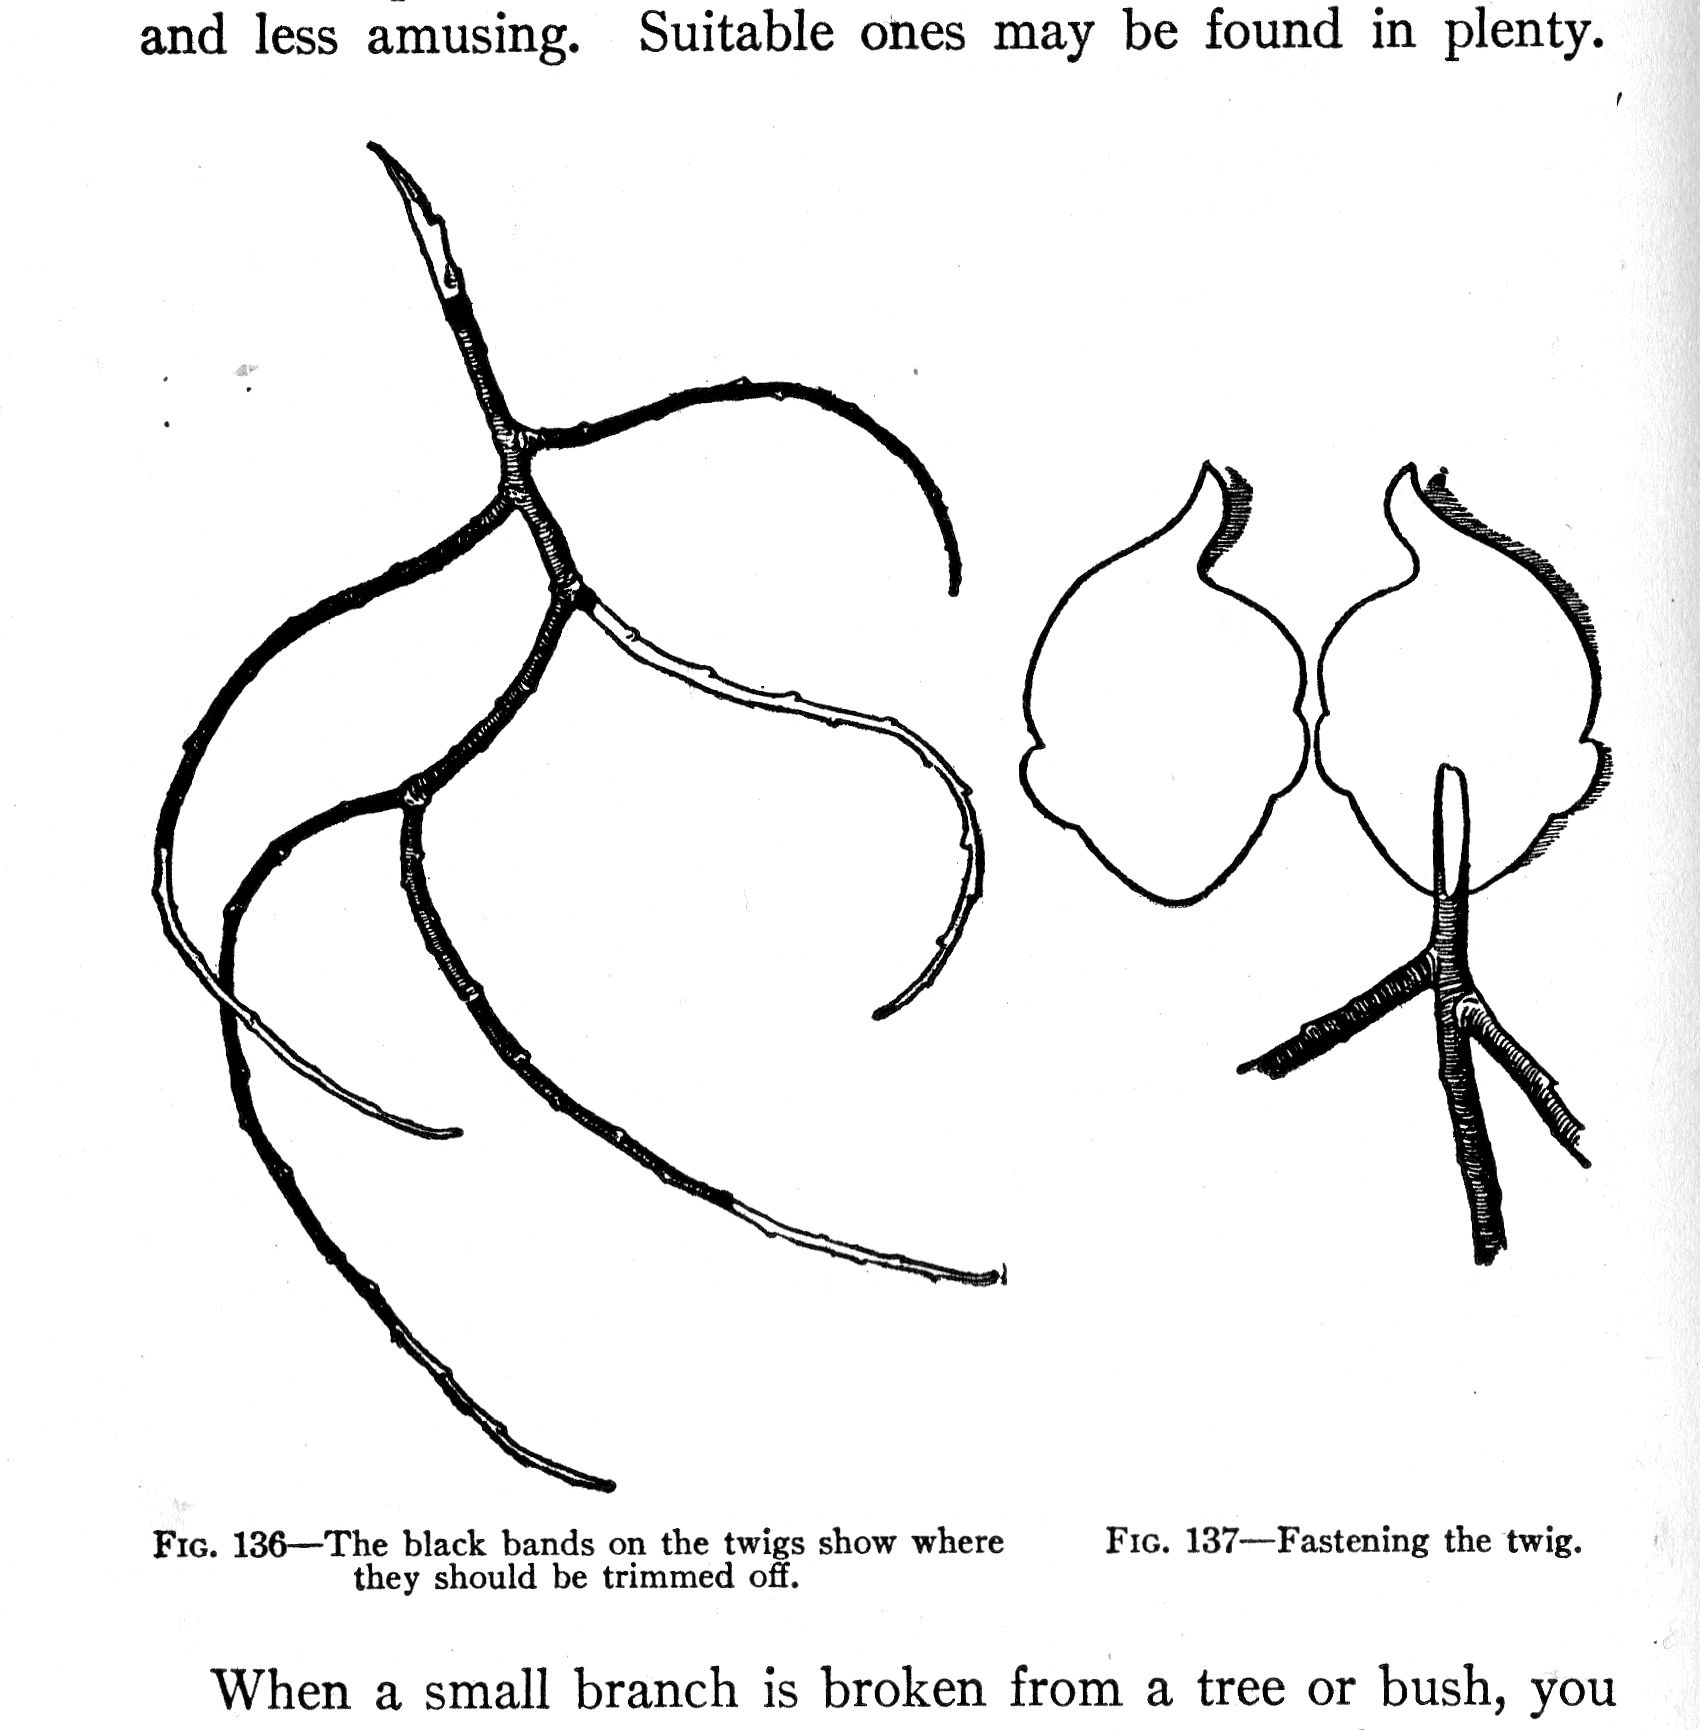 and less amusing. Suitable ones may be found in plenty.
FIG. 136—The black bands on the twigs show where
they should be trimmed off.
FIG. 137—Fastening the twig.
When a small branch is broken from a tree or bush, you